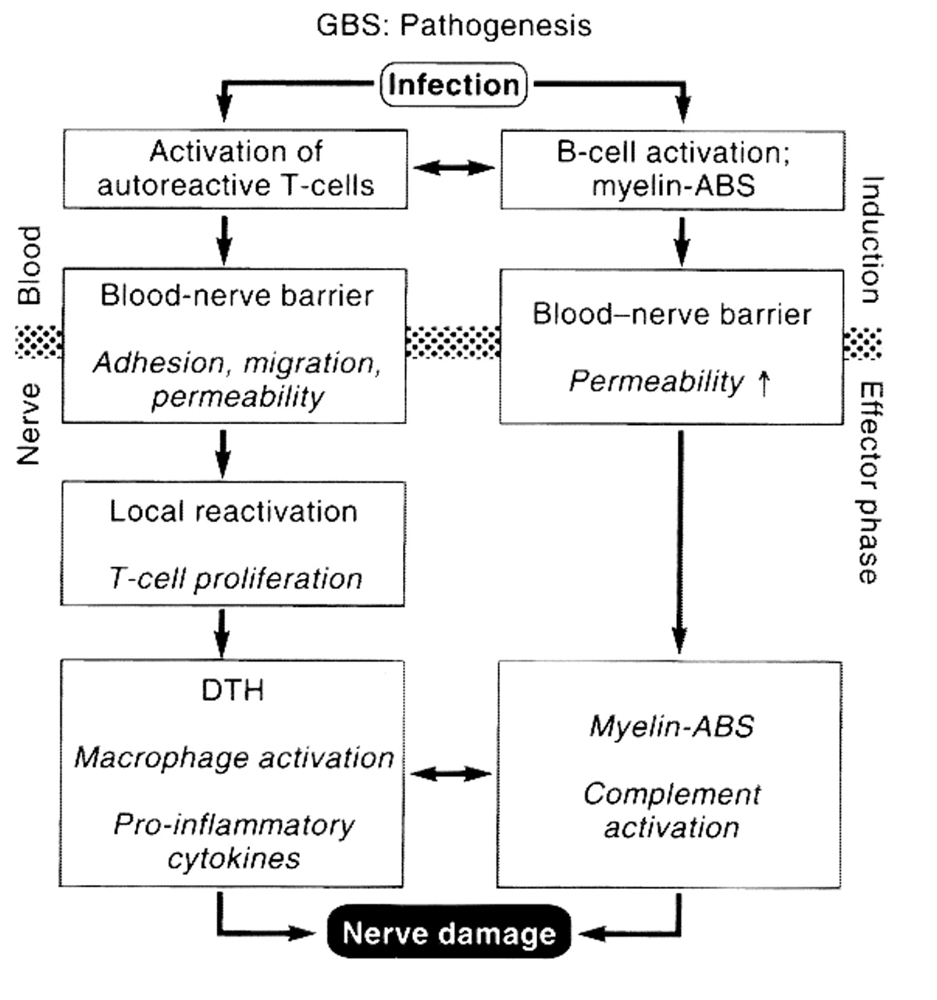 GBS: Pathogenesis
Infection
Activation of
autoreactive T-cells
B-cell activation;
myelin-ABS
Blood
Induction
Blood-nerve barrier
Adhesion, migration,
permeability
Blood–nerve barrier
Permeability ↑
Nerve
Effector phase
Local reactivation
T-cell proliferation
DTH
Macrophage activation
Pro-inflammatory
cytokines
Myelin-ABS
Complement
activation
Nerve damage